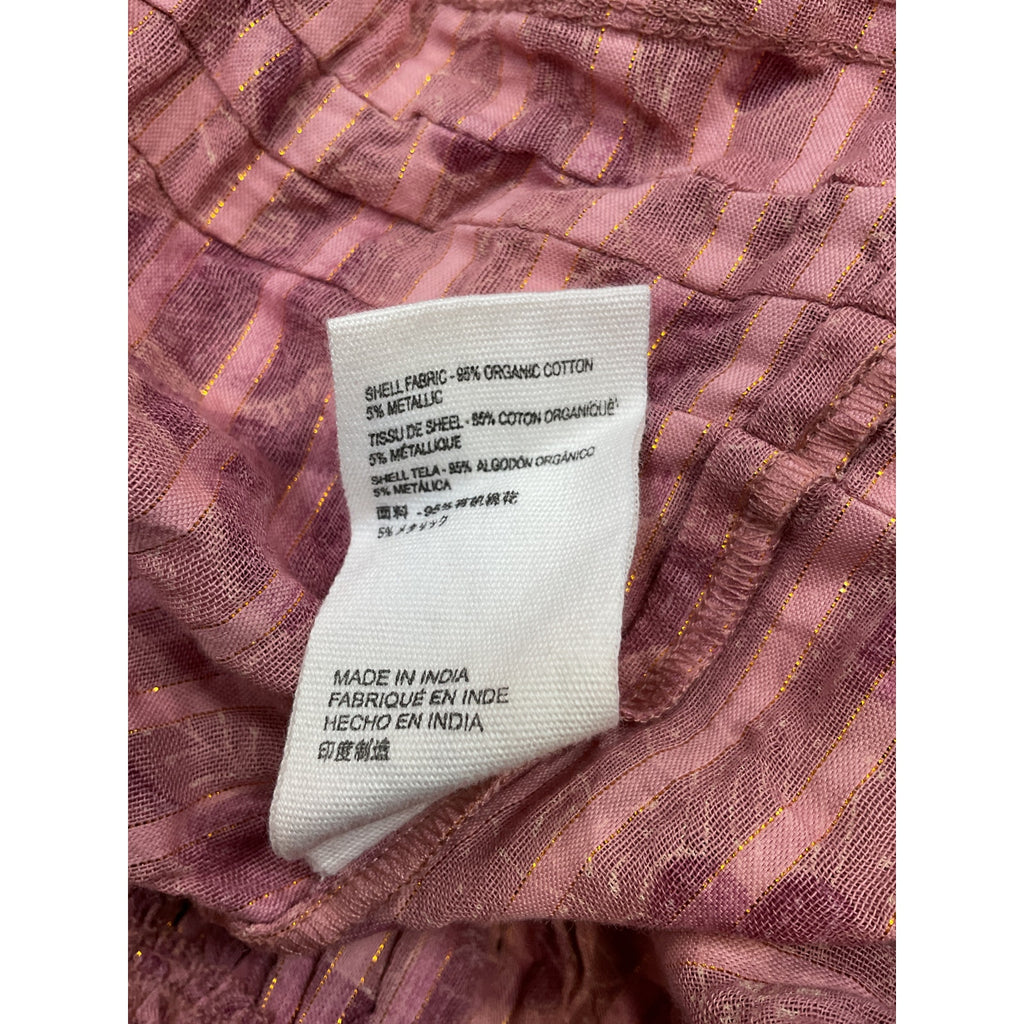 SHELL FABRIC - 95% ORGANIC COTTON
5% METALLIC
TISSU DE SHEEL - 95% COTON ORGANIQUE
5% MÉTALLIQUE
SHELL TELA - 95% ALGODÓN ORGÁNICO
5% METÁLICA
面料 - 95% 有机棉花
5% メタリック
MADE IN INDIA
FABRIQUÉ EN INDE
HECHO EN INDIA
印度制造